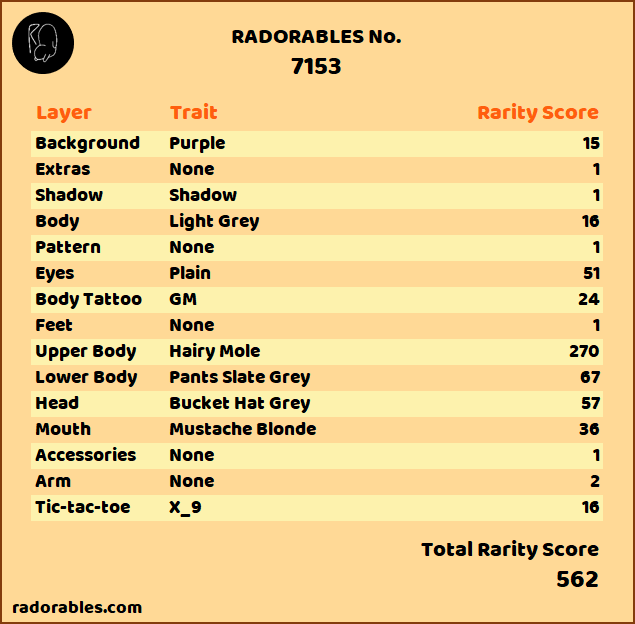 RADORABLES No.
7153
Layer Trait Rarity Score
Background Purple 15
Extras None 1
Shadow Shadow 1
Body Light Grey 16
Pattern None 1
Eyes Plain 51
Body Tattoo GM 24
Feet None 1
Upper Body Hairy Mole 270
Lower Body Pants Slate Grey 67
Head Bucket Hat Grey 57
Mouth Mustache Blonde 36
Accessories None 1
Arm None 2
Tic-tac-toe X_9 16
Total Rarity Score
562
radorables.com